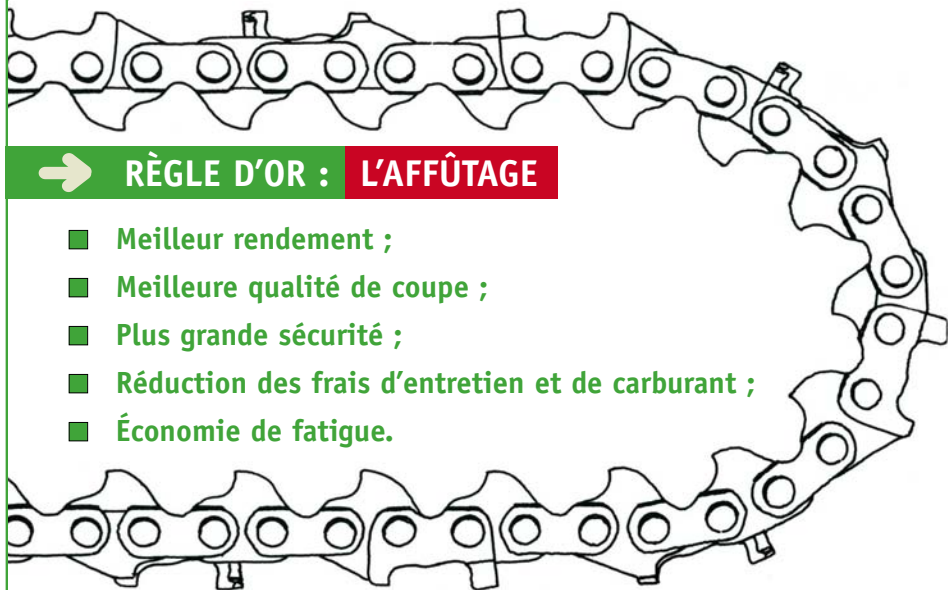 RÈGLE D'OR : L'AFFÛTAGE
Meilleur rendement ;
Meilleure qualité de coupe ;
Plus grande sécurité ;
Réduction des frais d'entretien et de carburant ;
Économie de fatigue.